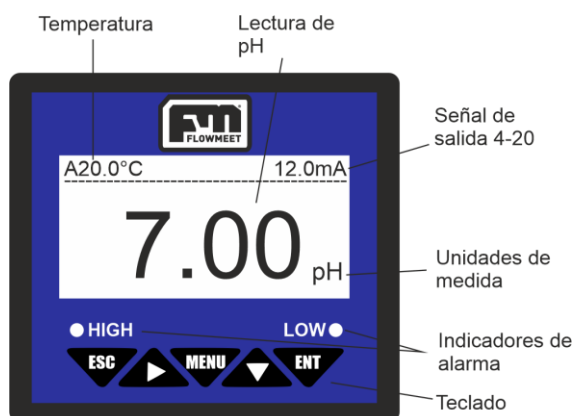 Temperatura
Lectura de
pH
FM
FLOWMEET
Señal de
salida 4-20
A20.0°C
12.0mA
7.00
pH
Unidades de
medida
HIGH
LOW
Indicadores de
alarma
ESC
MENU
ENT
Teclado